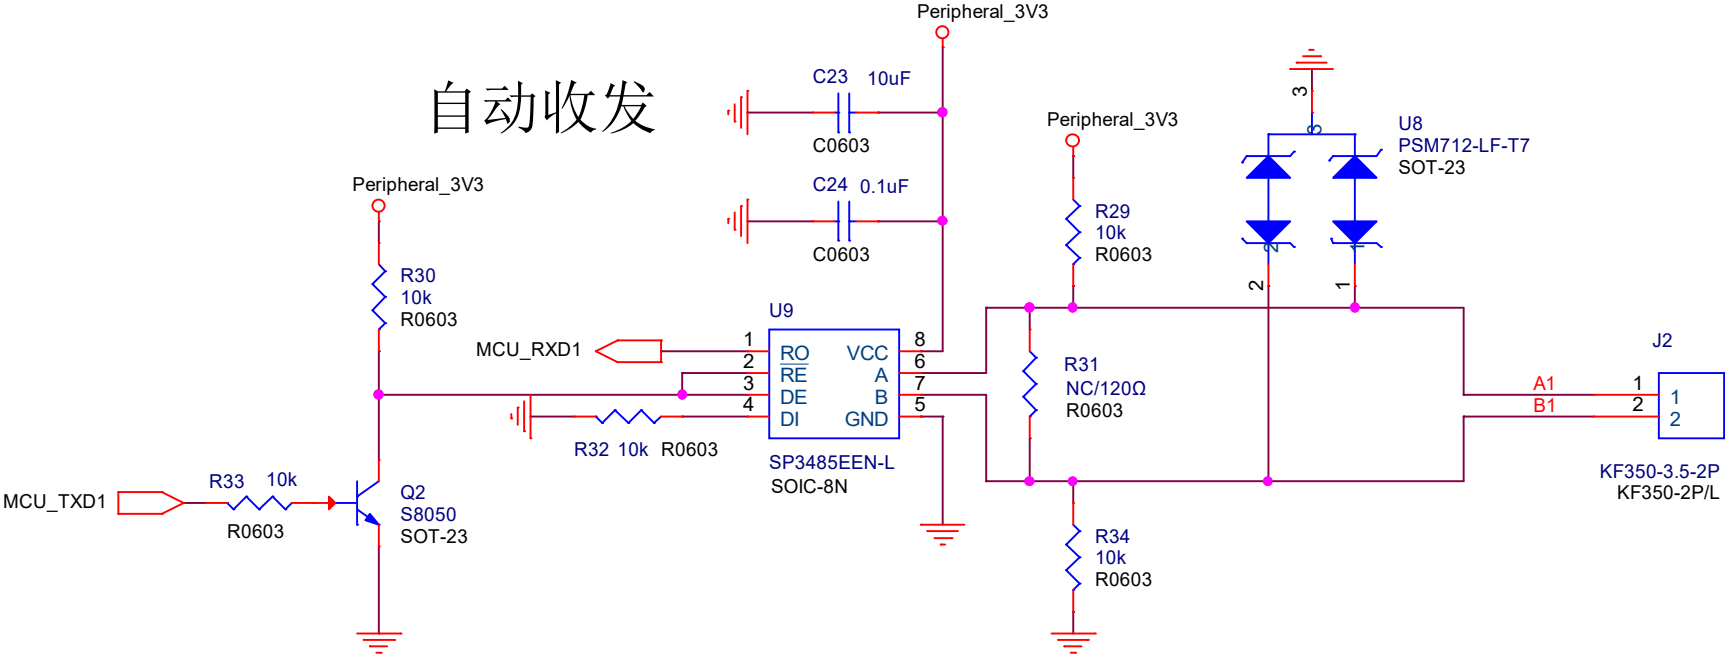 Peripheral_3V3
自动收发
C23 10uF
C0603
C24 0.1uF
C0603
Peripheral_3V3
R30
10k
R0603
MCU_RXD1
MCU_TXD1
R33 10k
R0603
Q2
S8050
SOT-23
R32 10k R0603
U9
1 RO VCC 8
2 RE A 6
3 DE B 7
4 DI GND 5
SP3485EEN-L
SOIC-8N
Peripheral_3V3
R29
10k
R0603
R31
NC/120Ω
R0603
R34
10k
R0603
3
3
U8
PSM712-LF-T7
SOT-23
2 1
2 1
J2
A1 1 1
B1 2 2
KF350-3.5-2P
KF350-2P/L